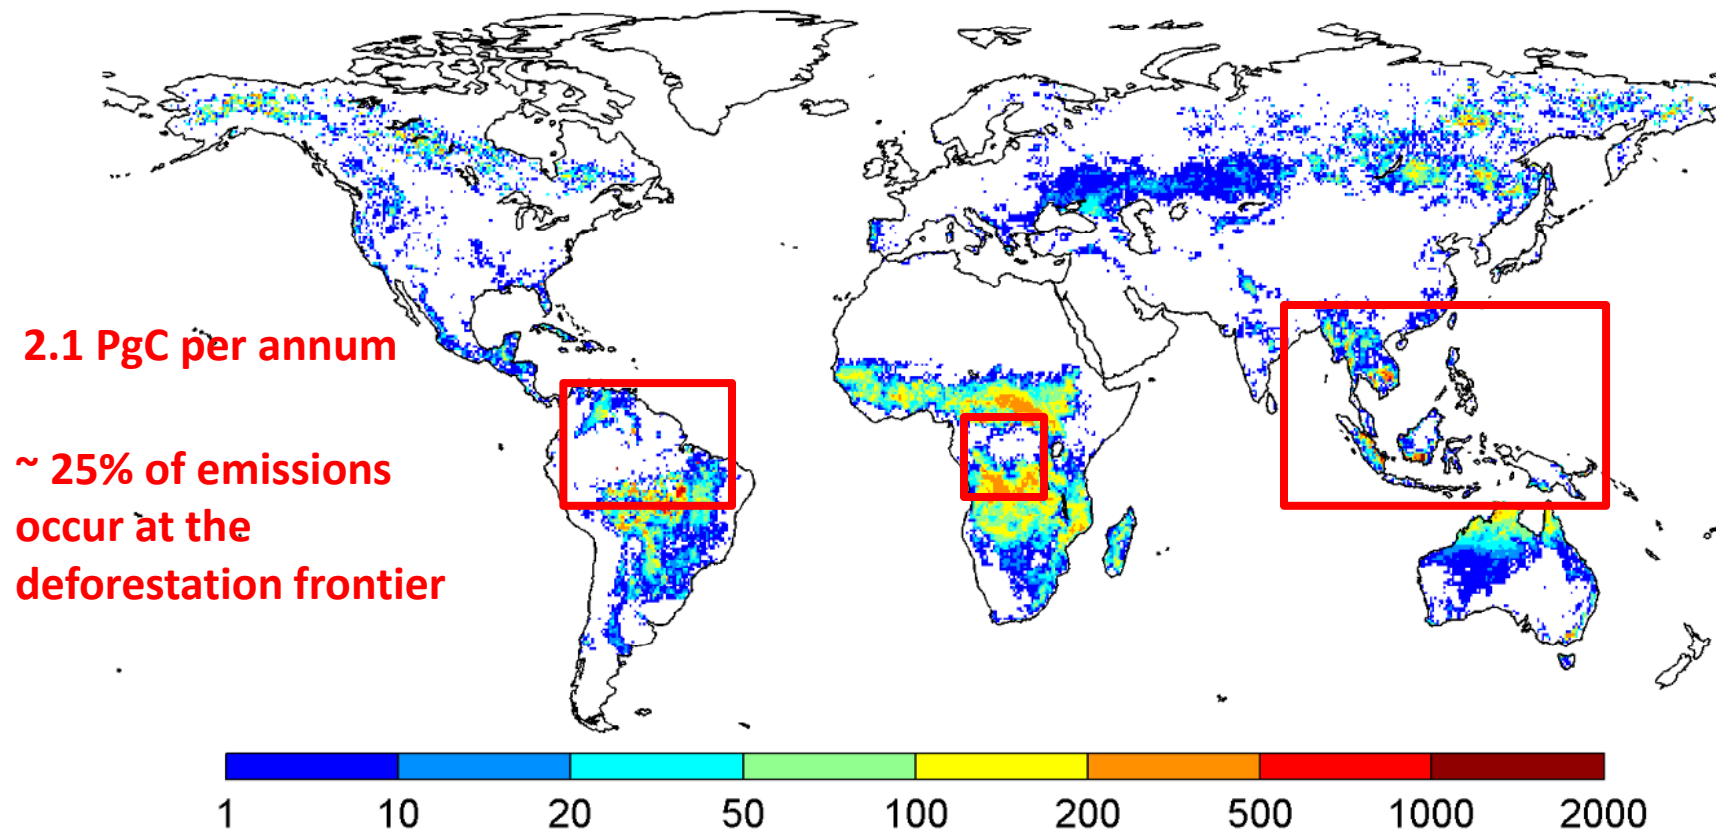 2.1 PgC per annum
~ 25% of emissions
occur at the
deforestation frontier
1 10 20 50 100 200 500 1000 2000